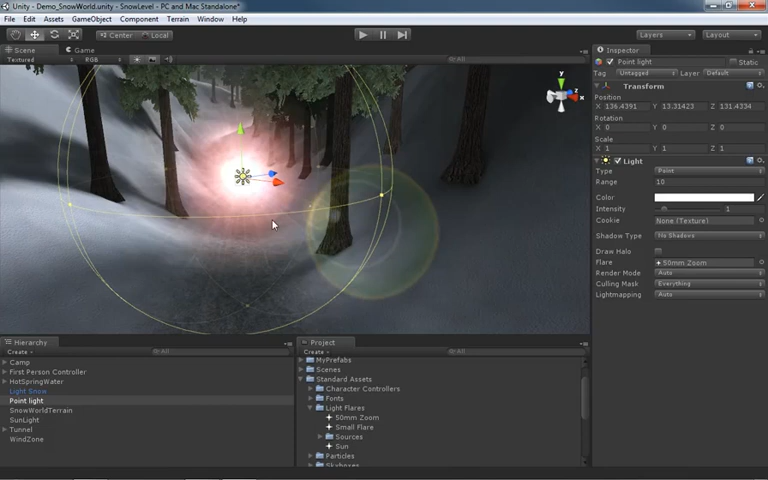 Unity - Demo_SnowWorld.unity - SnowLevel - PC and Mac Standalone*
File Edit Assets GameObject Component Terrain Window Help
Center Local Layers Layout
Scene Game
Textured RGB All
Inspector
Point light Static
Tag Untagged Layer Default
Transform
Position
X 136.4391 Y 13.31423 Z 131.4334
Rotation
X 0 Y 0 Z 0
Scale
X 1 Y 1 Z 1
Light
Type Point
Range 10
Color
Intensity 1
Cookie None (Texture)
Shadow Type No Shadows
Draw Halo
Flare 50mm Zoom
Render Mode Auto
Culling Mask Everything
Lightmapping Auto
y
z
x
Hierarchy
Create All
Camp
First Person Controller
HotSpringWater
Light Snow
Point light
SnowWorldTerrain
SunLight
Tunnel
WindZone
Project
Create All
MyPrefabs
Scenes
Standard Assets
Character Controllers
Fonts
Light Flares
50mm Zoom
Small Flare
Sources
Sun
Particles
Skyboxes